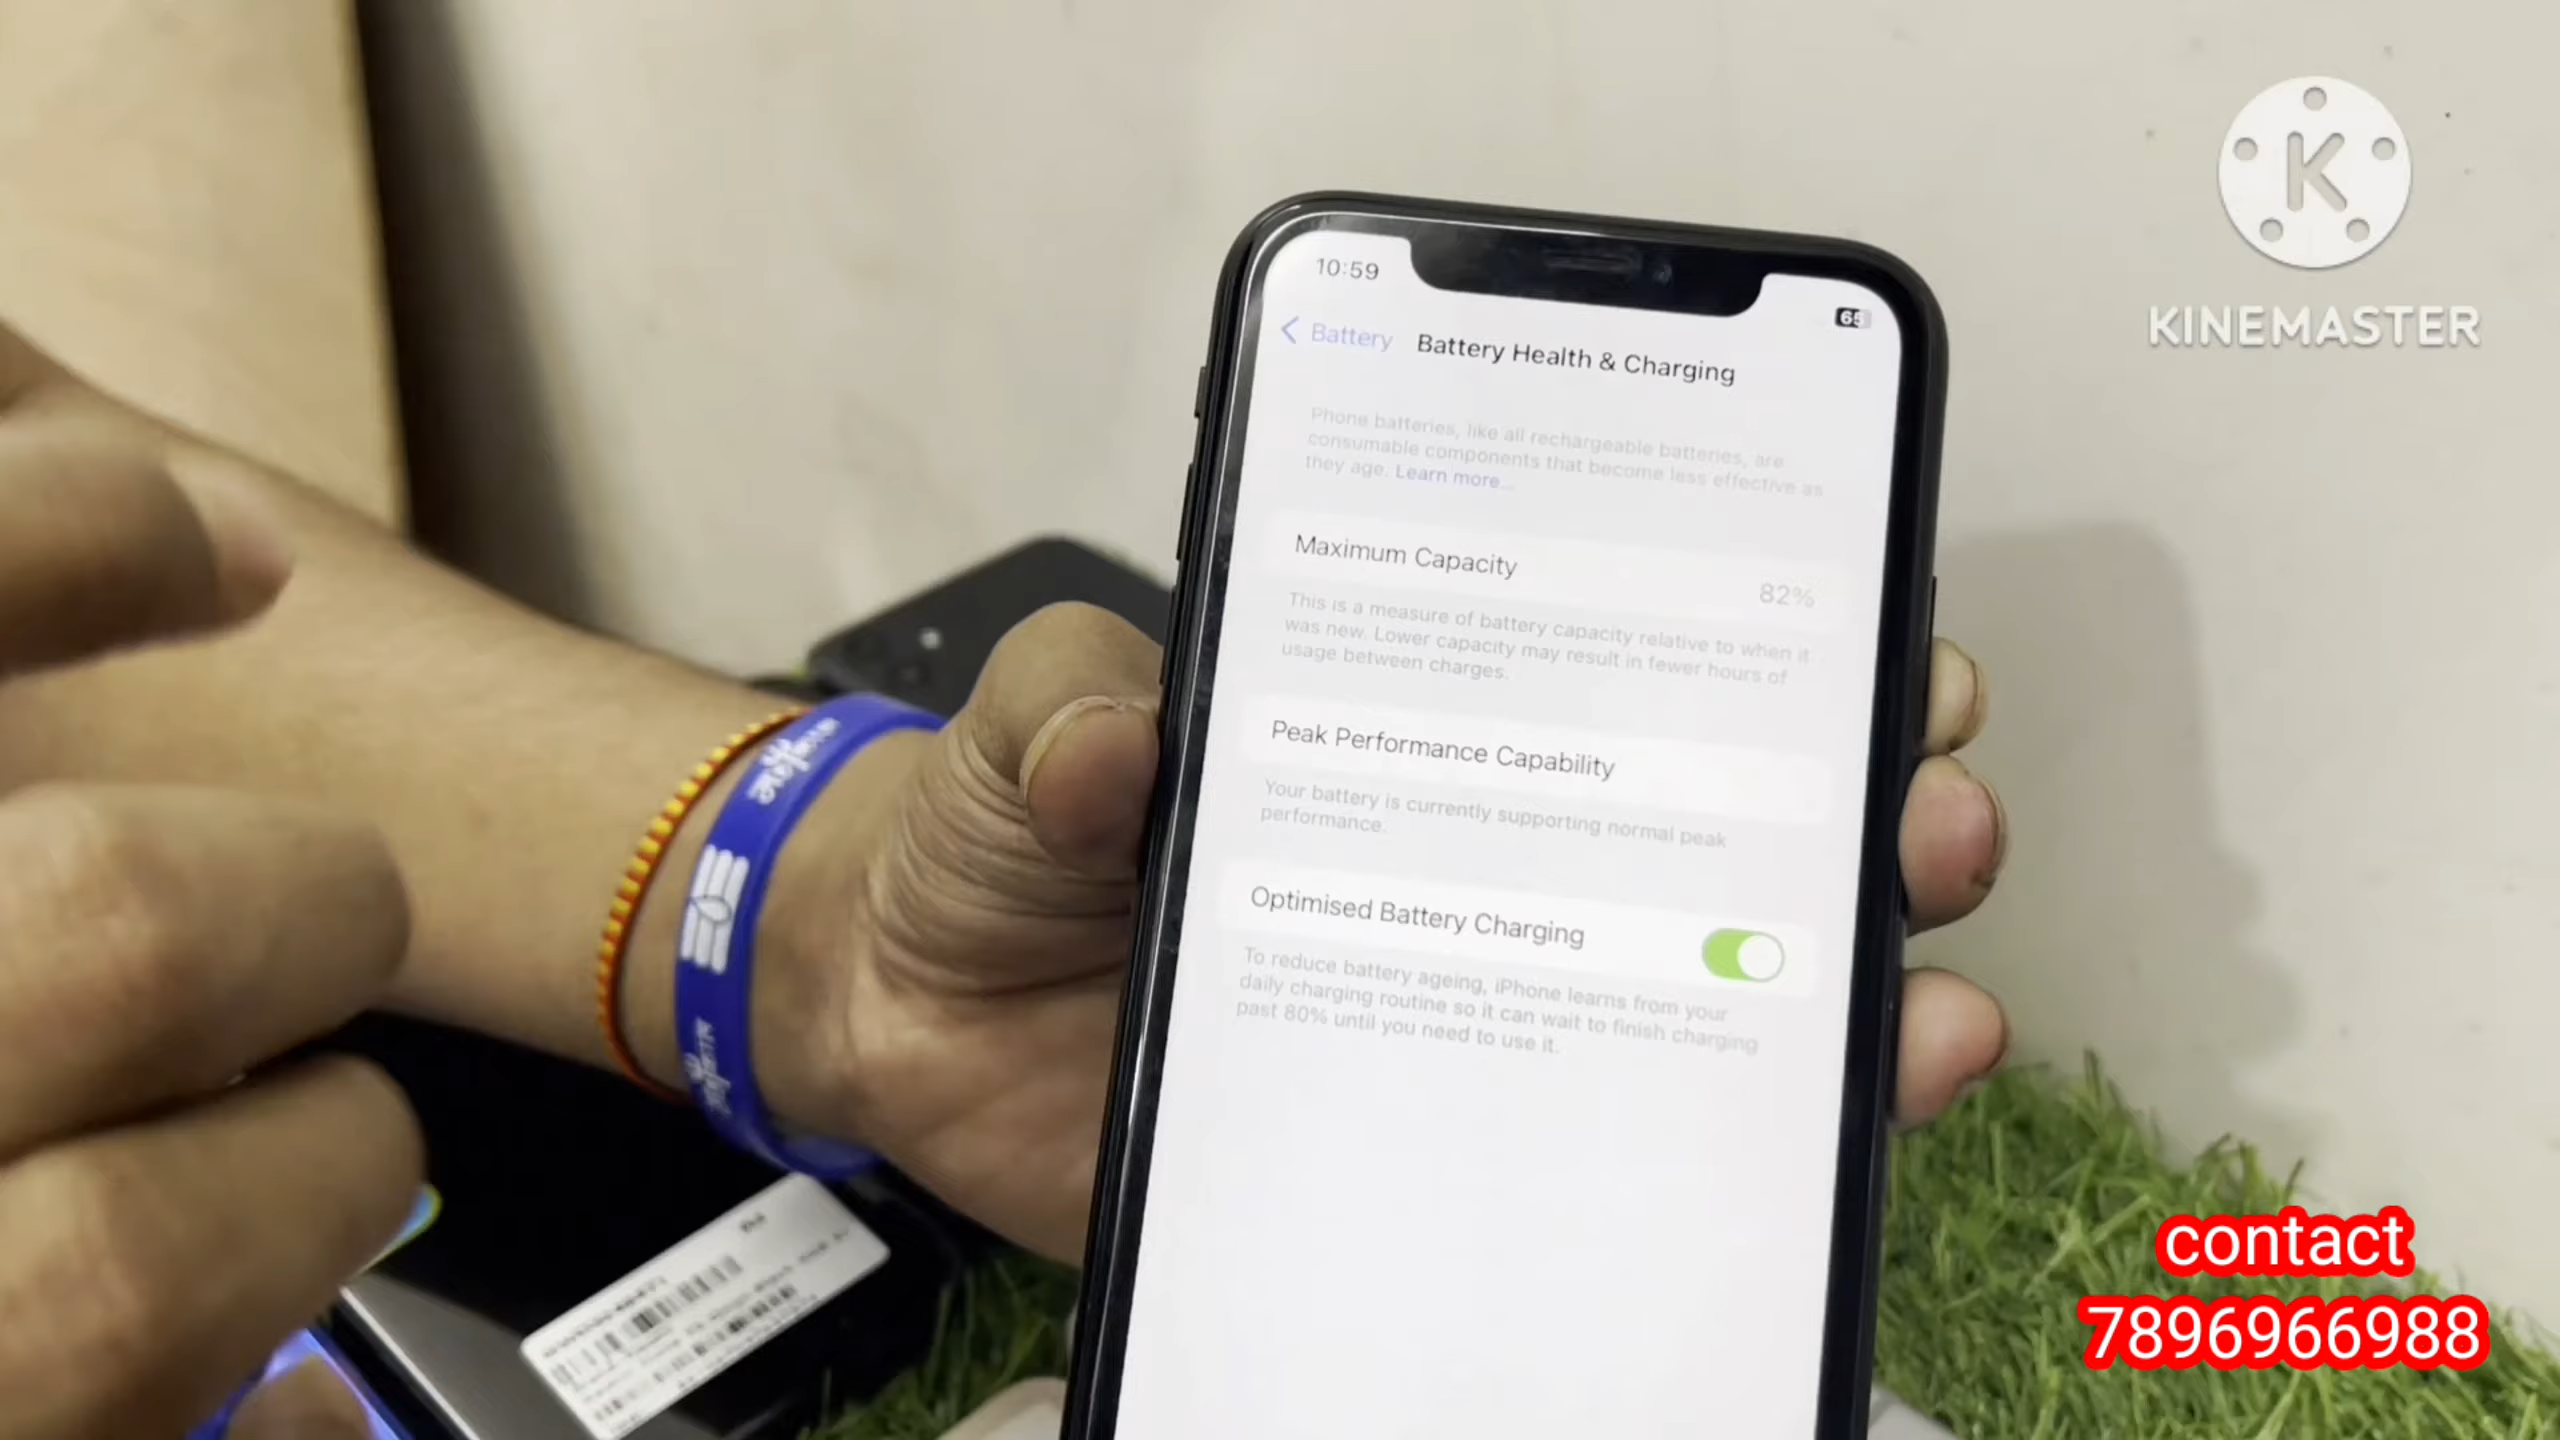 10:59
65
Battery
Battery Health & Charging
Phone batteries, like all rechargeable batteries, are
consumable components that become less effective as
they age. Learn more...
Maximum Capacity
82%
This is a measure of battery capacity relative to when it
was new. Lower capacity may result in fewer hours of
usage between charges.
Peak Performance Capability
Your battery is currently supporting normal peak
performance.
Optimised Battery Charging
To reduce battery ageing, iPhone learns from your
daily charging routine so it can wait to finish charging
past 80% until you need to use it.
K
KINEMASTER
contact
7896966988